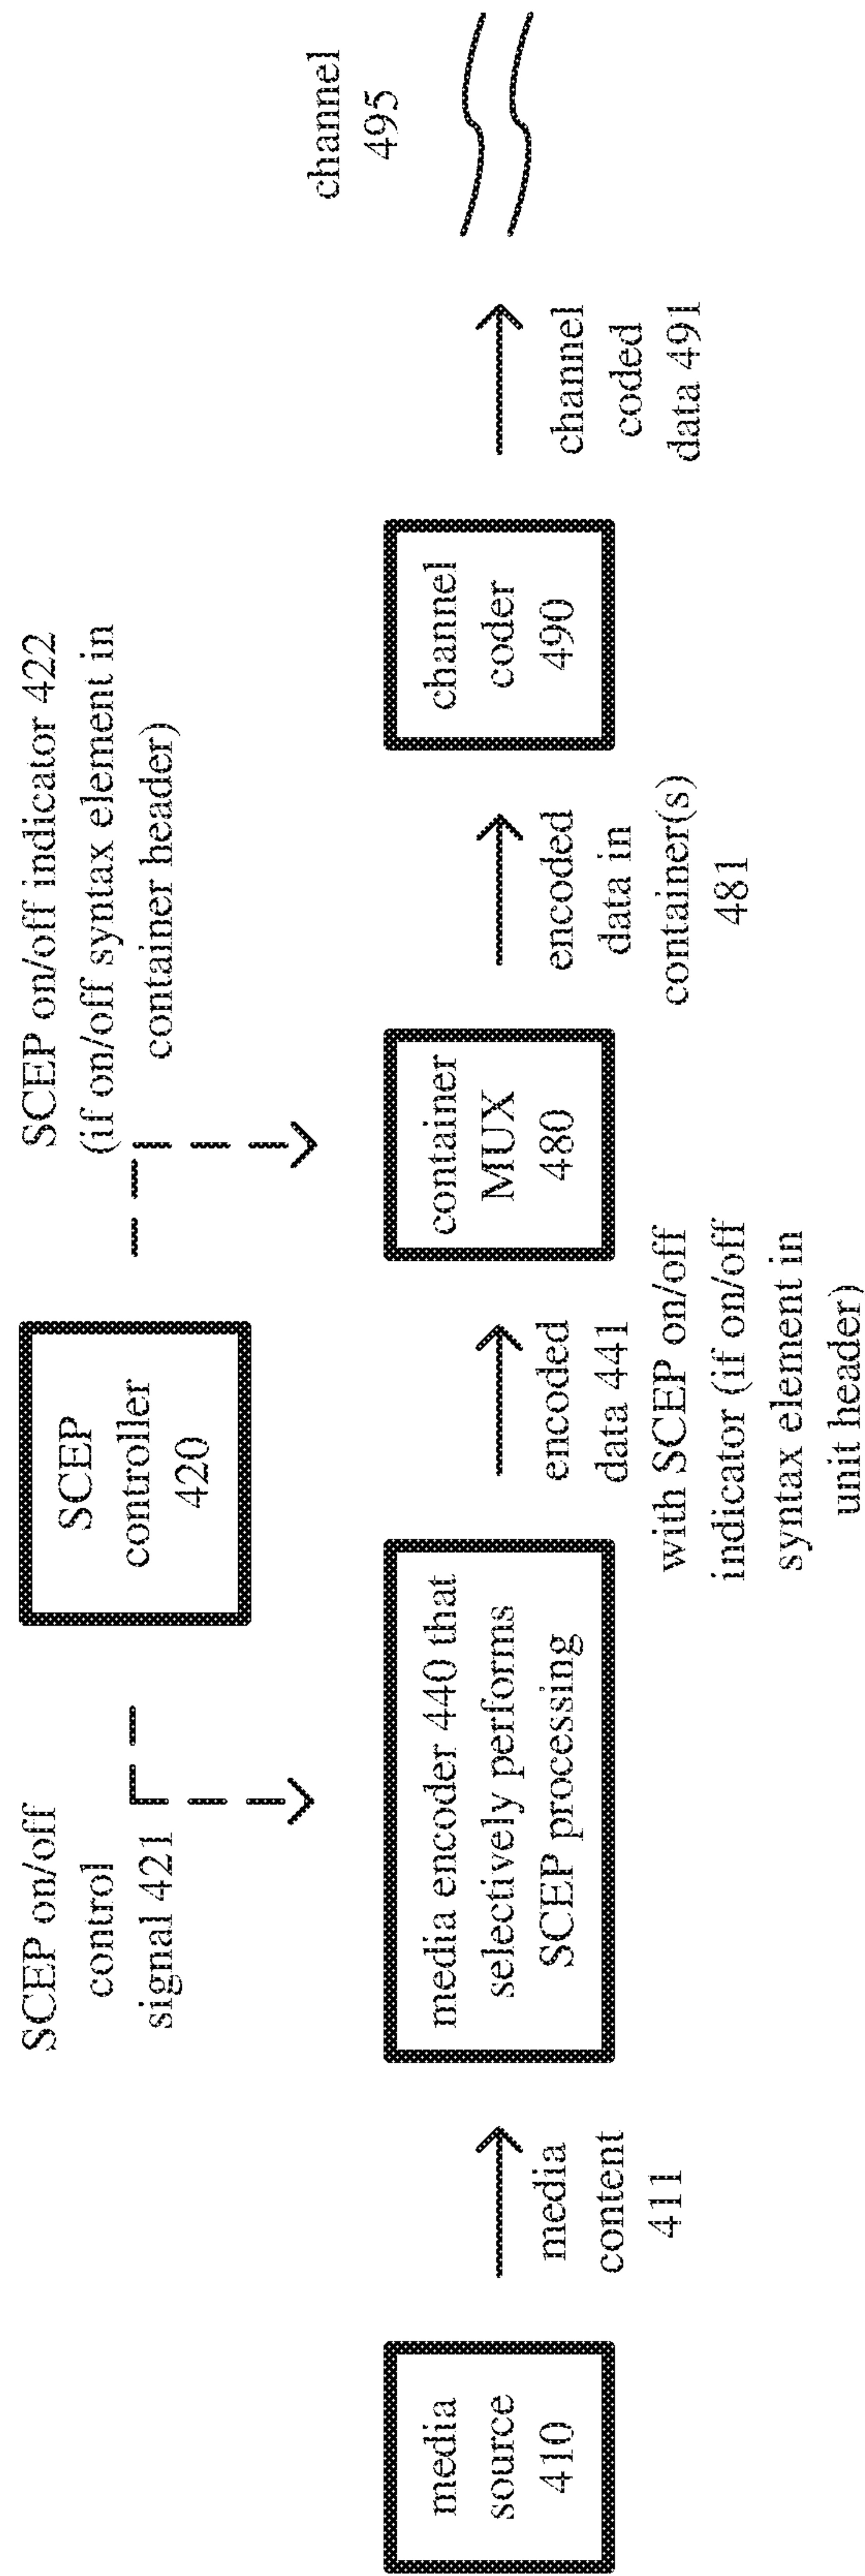 SCEP on/off
control
signal 421
SCEP
controller
420
SCEP on/off indicator 422
(if on/off syntax element in
container header)
channel
495
media
source
410
media
content
411
media encoder 440 that
selectively performs
SCEP processing
encoded
data 441
with SCEP on/off
indicator (if on/off
syntax element in
unit header)
container
MUX
480
encoded
data in
container(s)
481
channel
coder
490
channel
coded
data 491